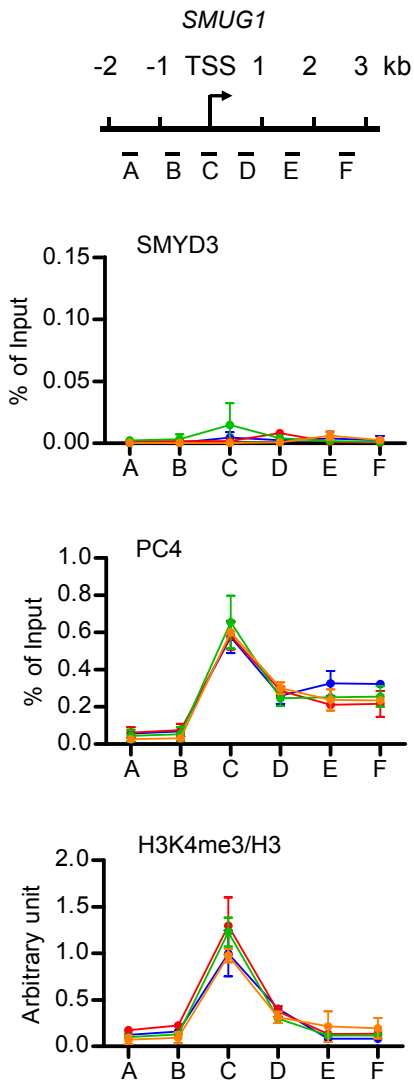 SMUG1
-2 -1 TSS 1 2 3 kb
A B C D E F
SMYD3
% of Input
0.15
0.10
0.05
0.00
A B C D E F
PC4
% of Input
1.0
0.8
0.6
0.4
0.2
0.0
A B C D E F
H3K4me3/H3
Arbitrary unit
2.0
1.5
1.0
0.5
0.0
A B C D E F